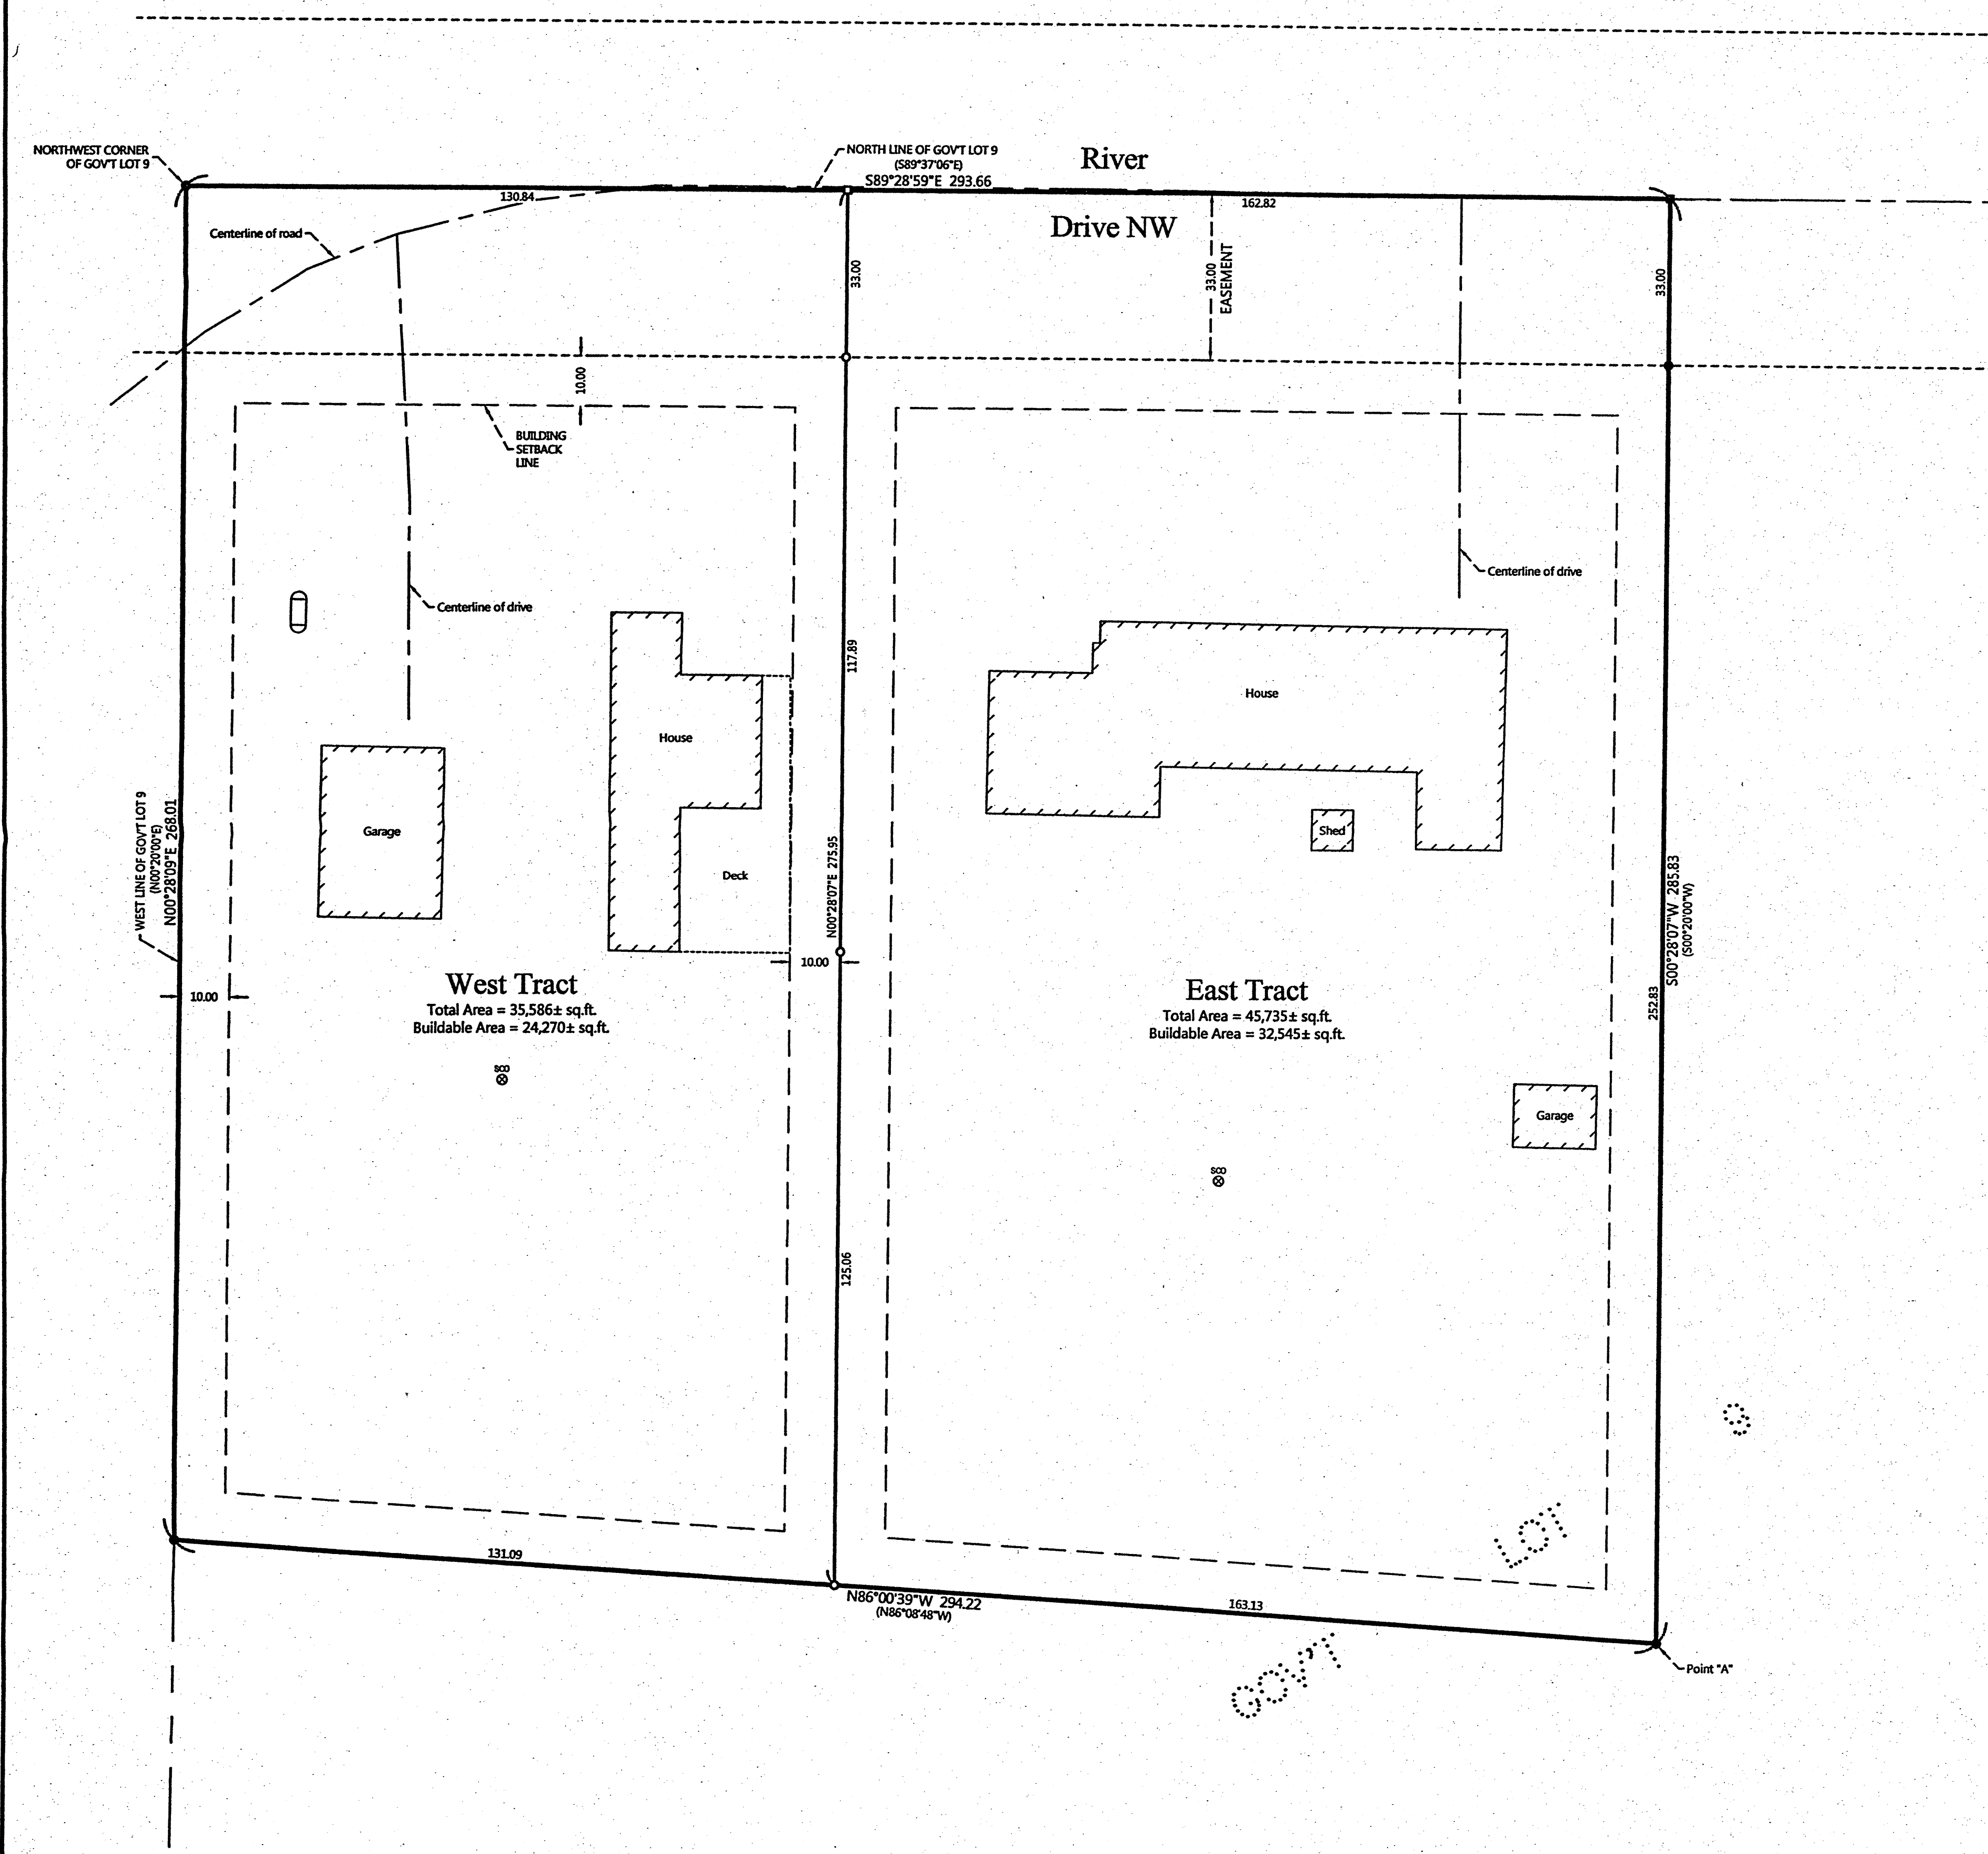 NORTHWEST CORNER
OF GOV'T LOT 9
NORTH LINE OF GOV'T LOT 9
(S89°37'06"E)
S89°28'59"E 293.66
River
130.84
162.82
Drive NW
Centerline of road
33.00
33.00
EASEMENT
33.00
10.00
BUILDING
SETBACK
LINE
Centerline of drive
Centerline of drive
117.89
House
House
Garage
Shed
Deck
WEST LINE OF GOV'T LOT 9
(N00°20'00"E)
N00°28'09"E 268.01
N00°28'07"E 275.95
S00°28'07"W 285.83
(S00°20'00"W)
252.83
10.00
10.00
West Tract
Total Area = 35,586± sq.ft.
Buildable Area = 24,270± sq.ft.
East Tract
Total Area = 45,735± sq.ft.
Buildable Area = 32,545± sq.ft.
SCO
Garage
SCO
125.06
131.09
N86°00'39"W 294.22
(N86°08'48"W)
163.13
Point "A"
GOV'T
LOT
9